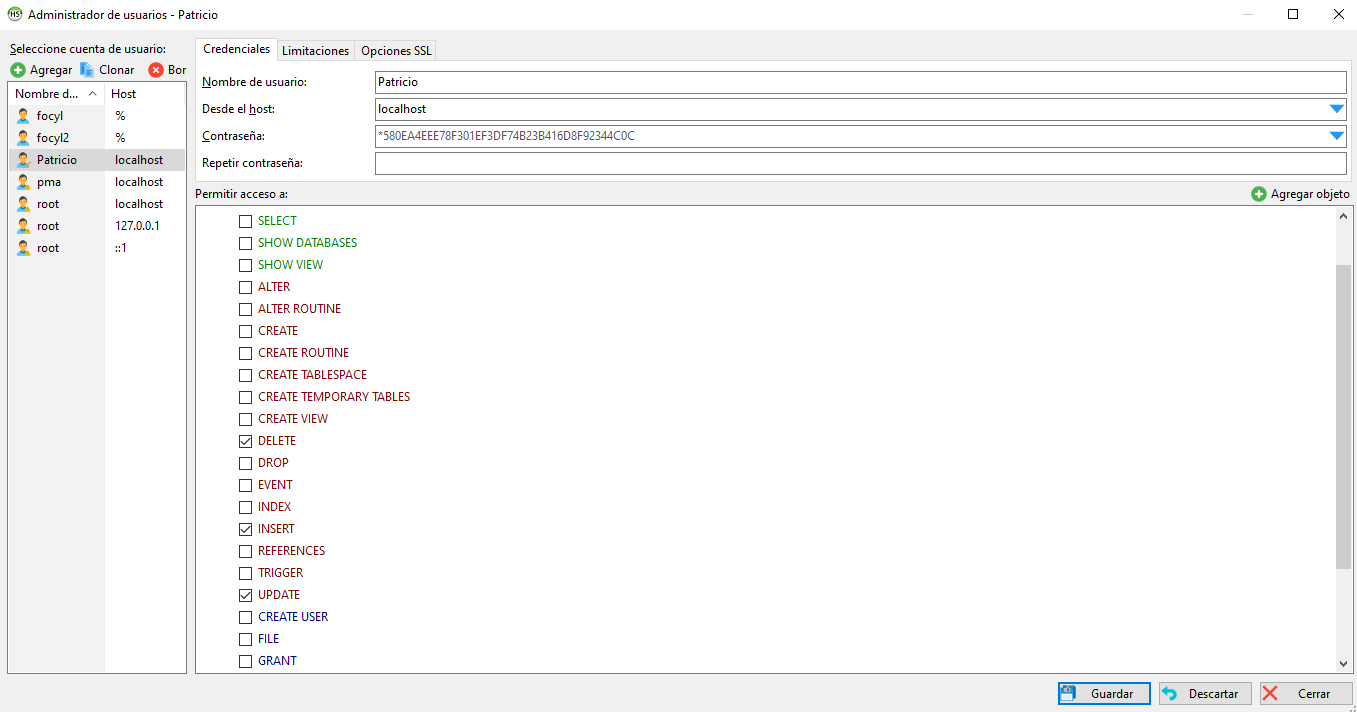 HS Administrador de usuarios - Patricio
Seleccione cuenta de usuario:
Agregar Clonar Bor
Nombre d... Host
focyl %
focyl2 %
Patricio localhost
pma localhost
root localhost
root 127.0.0.1
root ::1
Credenciales Limitaciones Opciones SSL
Nombre de usuario: Patricio
Desde el host: localhost
Contraseña: *580EA4EEE78F301EF3DF74B23B416D8F92344C0C
Repetir contraseña:
Permitir acceso a: Agregar objeto
SELECT
SHOW DATABASES
SHOW VIEW
ALTER
ALTER ROUTINE
CREATE
CREATE ROUTINE
CREATE TABLESPACE
CREATE TEMPORARY TABLES
CREATE VIEW
DELETE
DROP
EVENT
INDEX
INSERT
REFERENCES
TRIGGER
UPDATE
CREATE USER
FILE
GRANT
Guardar Descartar Cerrar